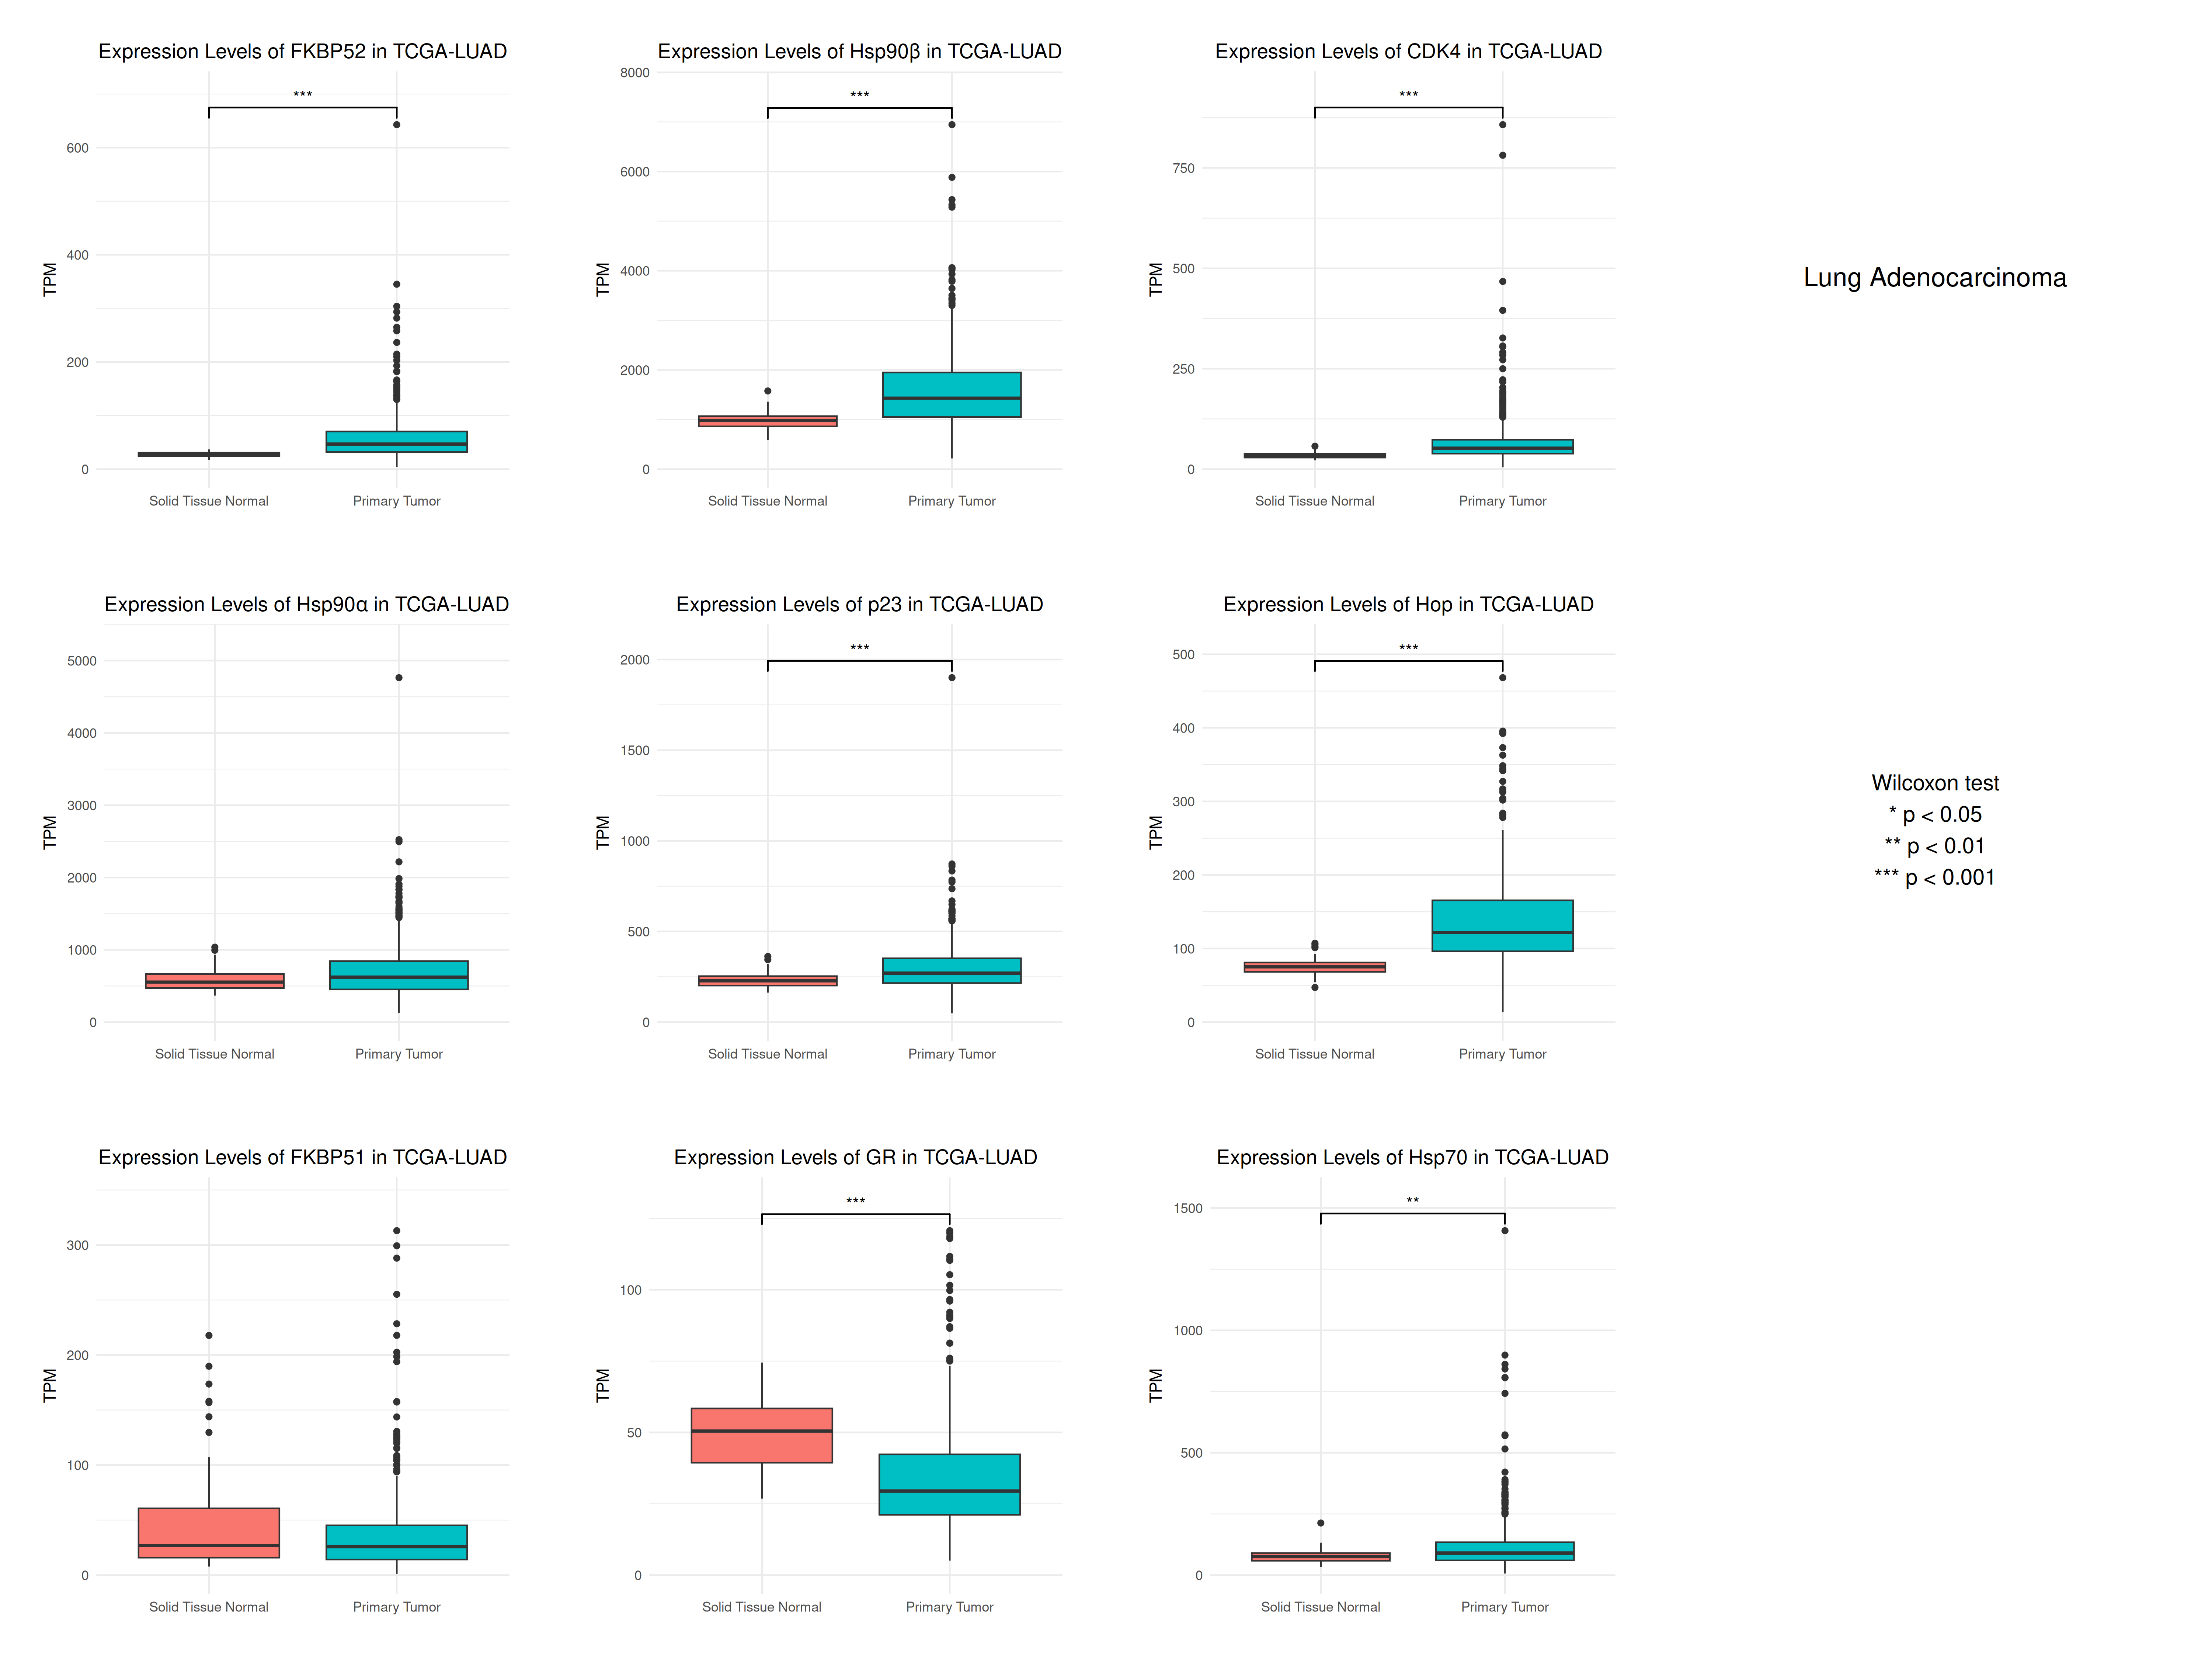 Expression Levels of FKBP52 in TCGA-LUAD
***
TPM
600
400
200
0
Solid Tissue Normal
Primary Tumor
Expression Levels of Hsp90β in TCGA-LUAD
***
TPM
8000
6000
4000
2000
0
Solid Tissue Normal
Primary Tumor
Expression Levels of CDK4 in TCGA-LUAD
***
TPM
750
500
250
0
Solid Tissue Normal
Primary Tumor
Lung Adenocarcinoma
Expression Levels of Hsp90α in TCGA-LUAD
TPM
5000
4000
3000
2000
1000
0
Solid Tissue Normal
Primary Tumor
Expression Levels of p23 in TCGA-LUAD
***
TPM
2000
1500
1000
500
0
Solid Tissue Normal
Primary Tumor
Expression Levels of Hop in TCGA-LUAD
***
TPM
500
400
300
200
100
0
Solid Tissue Normal
Primary Tumor
Wilcoxon test
* p < 0.05
** p < 0.01
*** p < 0.001
Expression Levels of FKBP51 in TCGA-LUAD
TPM
300
200
100
0
Solid Tissue Normal
Primary Tumor
Expression Levels of GR in TCGA-LUAD
***
TPM
100
50
0
Solid Tissue Normal
Primary Tumor
Expression Levels of Hsp70 in TCGA-LUAD
**
TPM
1500
1000
500
0
Solid Tissue Normal
Primary Tumor